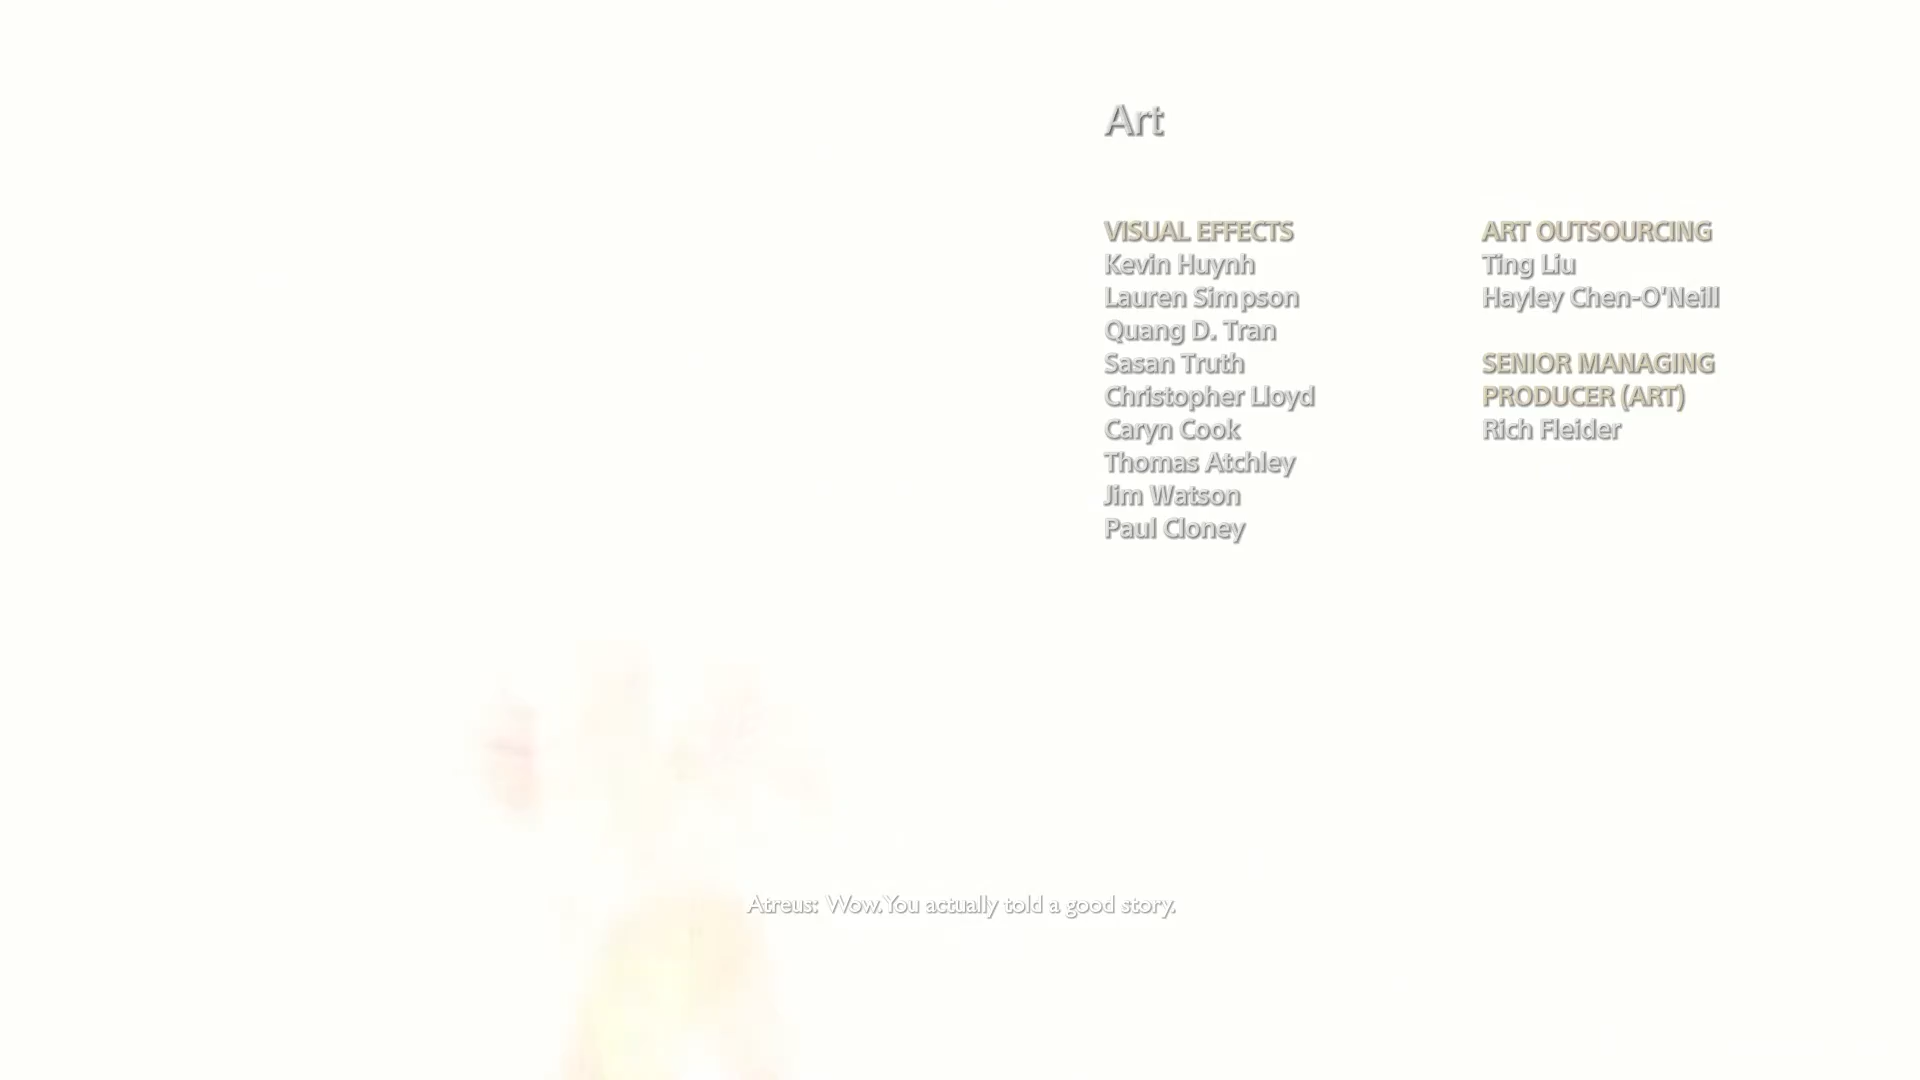 Art
VISUAL EFFECTS
Kevin Huynh
Lauren Simpson
Quang D. Tran
Sasan Truth
Christopher Lloyd
Caryn Cook
Thomas Atchley
Jim Watson
Paul Cloney
ART OUTSOURCING
Ting Liu
Hayley Chen-O'Neill
SENIOR MANAGING
PRODUCER (ART)
Rich Fleider
Atreus: Wow. You actually told a good story.